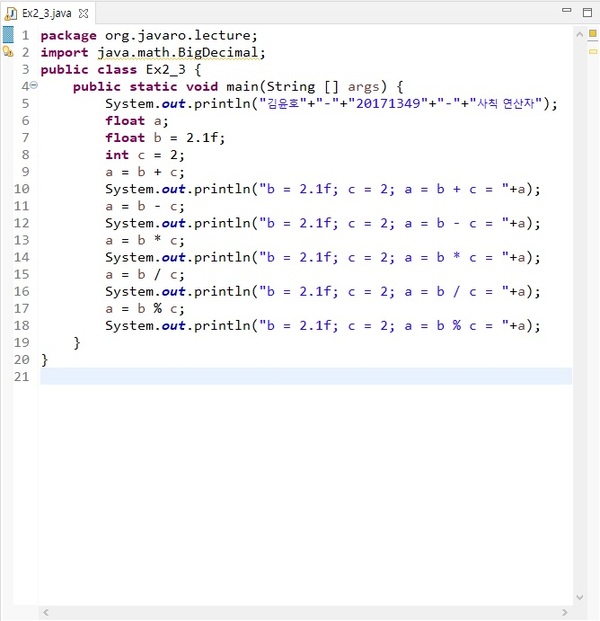 Ex2_3.java
1 package org.javaro.lecture;
2 import java.math.BigDecimal;
3 public class Ex2_3 {
4 public static void main(String [] args) {
5 System.out.println("김윤호"+"-"+"20171349"+"-"+"사칙 연산자");
6 float a;
7 float b = 2.1f;
8 int c = 2;
9 a = b + c;
10 System.out.println("b = 2.1f; c = 2; a = b + c = "+a);
11 a = b - c;
12 System.out.println("b = 2.1f; c = 2; a = b - c = "+a);
13 a = b * c;
14 System.out.println("b = 2.1f; c = 2; a = b * c = "+a);
15 a = b / c;
16 System.out.println("b = 2.1f; c = 2; a = b / c = "+a);
17 a = b % c;
18 System.out.println("b = 2.1f; c = 2; a = b % c = "+a);
19 }
20 }
21